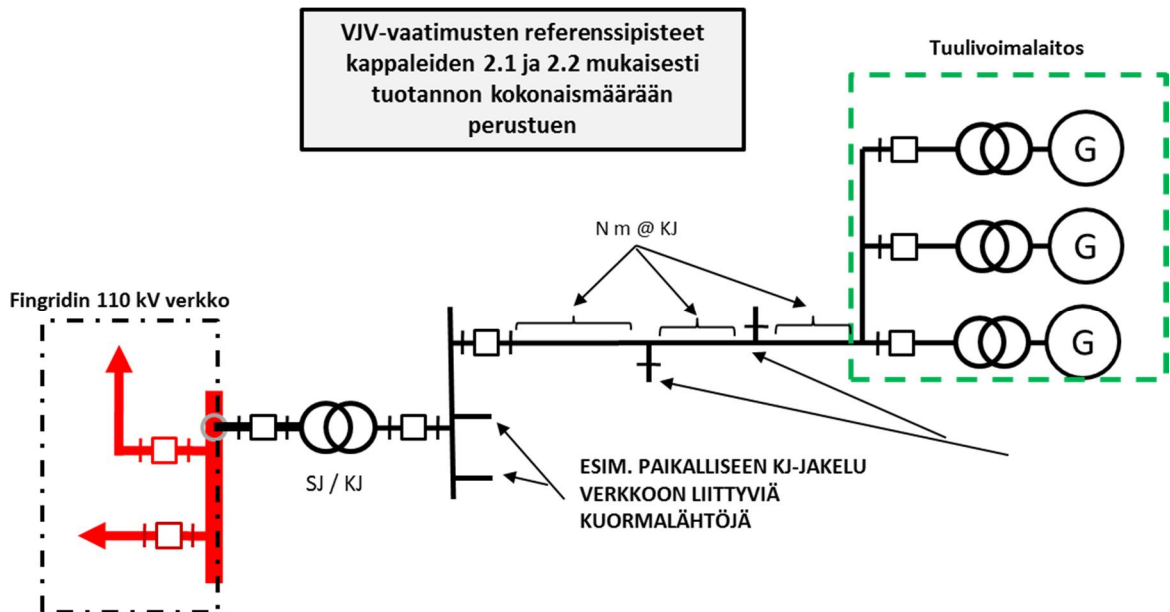 VJV-vaatimusten referenssipisteet
kappaleiden 2.1 ja 2.2 mukaisesti
tuotannon kokonaismäärään
perustuen
Tuulivoimalaitos
G
G
G
N m @ KJ
Fingridin 110 kV verkko
SJ / KJ
ESIM. PAIKALLISEEN KJ-JAKELU
VERKKOON LIITTYVIÄ
KUORMALÄHTÖJÄ